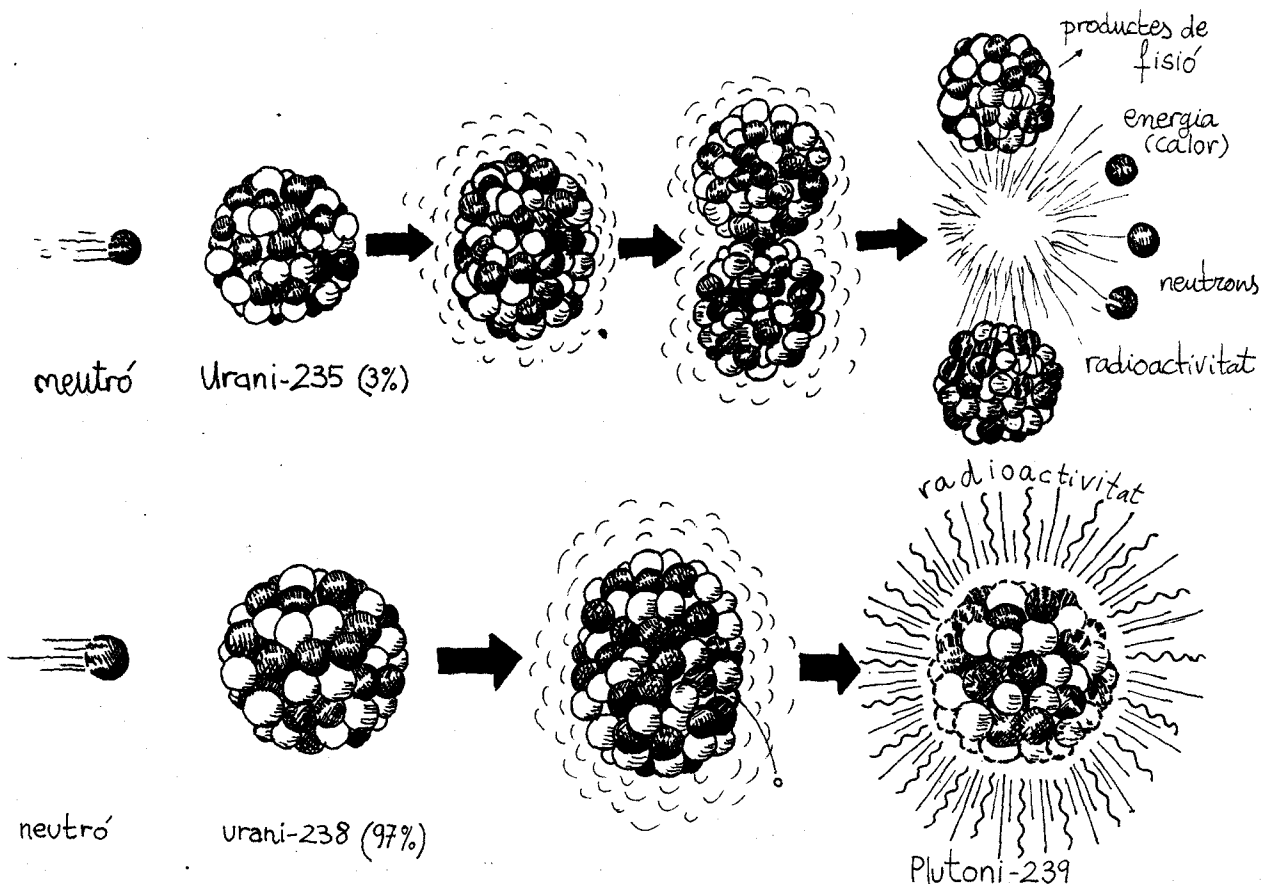 productes de
fisió
energia
(calor)
neutrons
radioactivitat
neutró
Urani-235 (3%)
radioactivitat
neutró
urani-238 (97%)
Plutoni-239